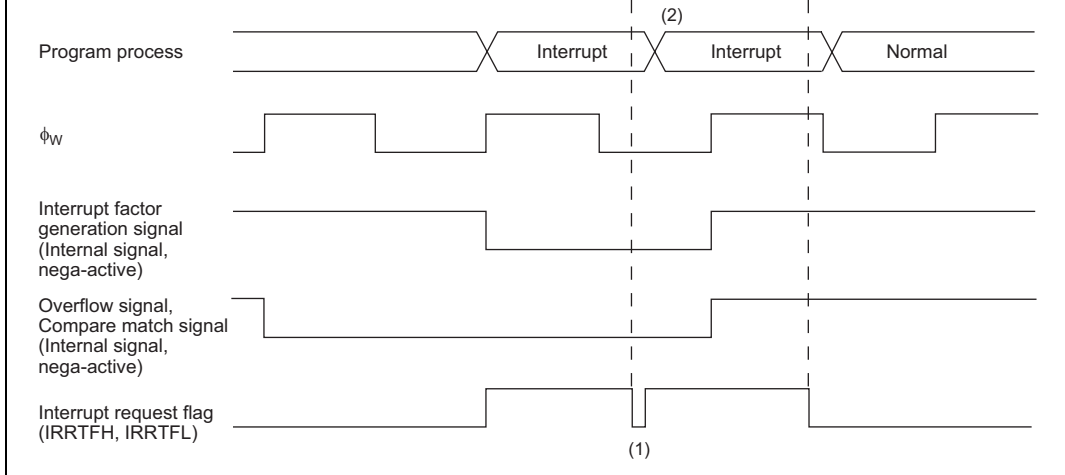 (2)
Program process
Interrupt
Interrupt
Normal
ϕW
Interrupt factor
generation signal
(Internal signal,
nega-active)
Overflow signal,
Compare match signal
(Internal signal,
nega-active)
Interrupt request flag
(IRRTFH, IRRTFL)
(1)